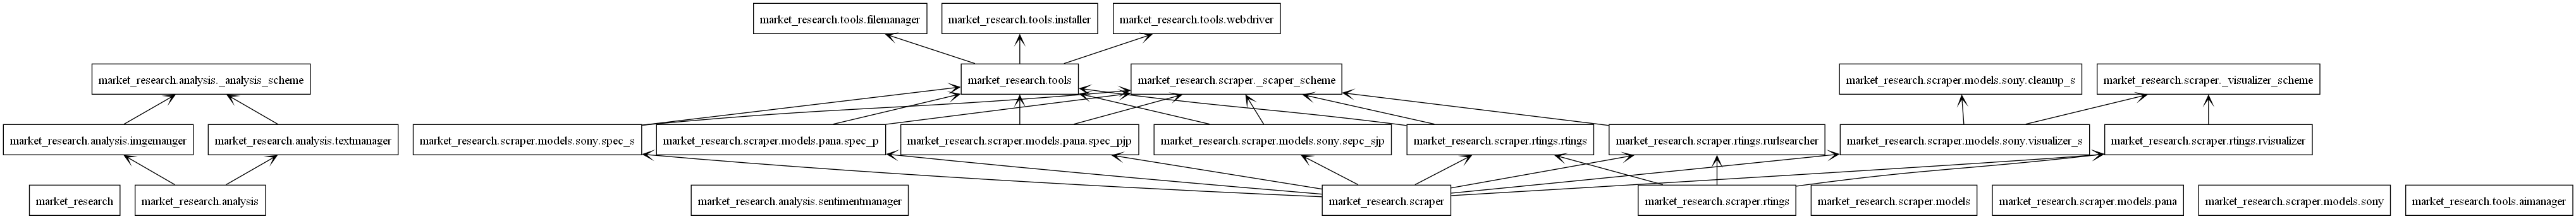 market_research.tools.filemanager
market_research.tools.installer
market_research.tools.webdriver
market_research.analysis._analysis_scheme
market_research.tools
market_research.scraper._scaper_scheme
market_research.scraper.models.sony.cleanup_s
market_research.scraper._visualizer_scheme
market_research.analysis.imgemanger
market_research.analysis.textmanager
market_research.scraper.models.sony.spec_s
market_research.scraper.models.pana.spec_p
market_research.scraper.models.pana.spec_pjp
market_research.scraper.models.sony.sepc_sjp
market_research.scraper.rtings.rtings
market_research.scraper.rtings.rurlsearcher
market_research.scraper.models.sony.visualizer_s
market_research.scraper.rtings.rvisualizer
market_research
market_research.analysis
market_research.analysis.sentimentmanager
market_research.scraper
market_research.scraper.rtings
market_research.scraper.models
market_research.scraper.models.pana
market_research.scraper.models.sony
market_research.tools.aimanager